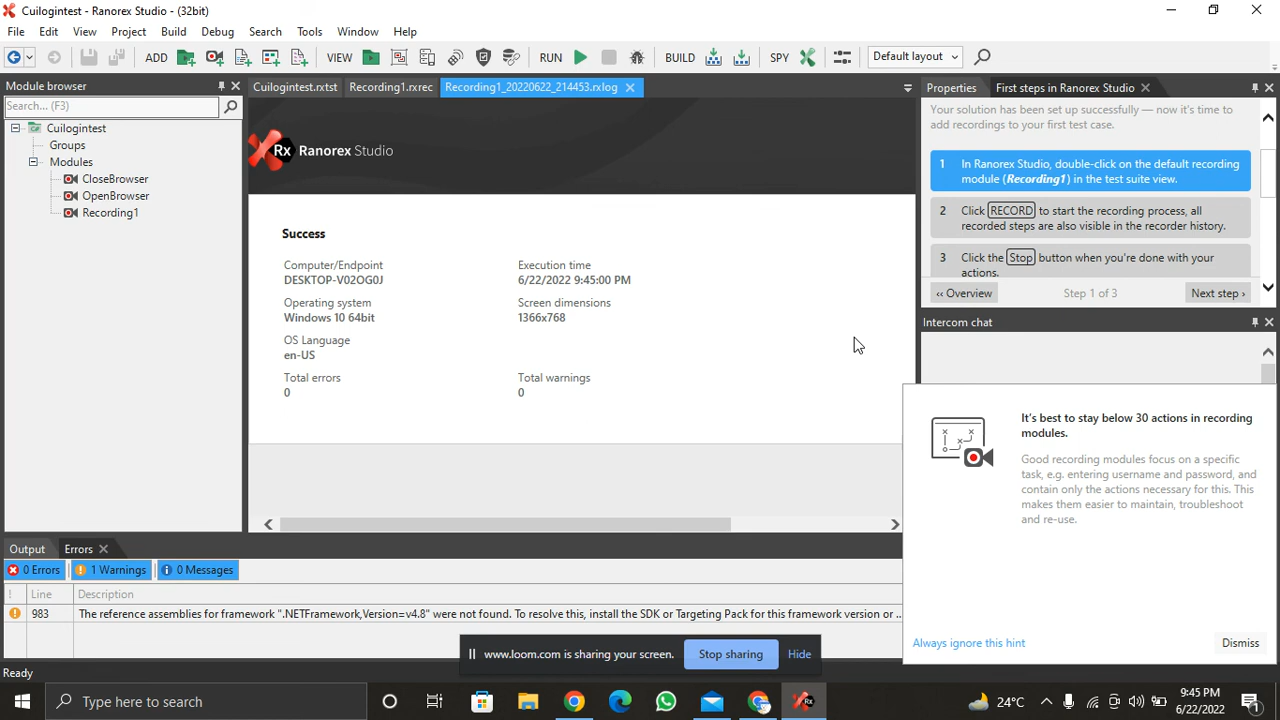 Cuilogintest - Ranorex Studio - (32bit)
File Edit View Project Build Debug Search Tools Window Help
ADD VIEW RUN BUILD SPY Default layout
Module browser
Cuilogintest.rxtst Recording1.rxrec Recording1_20220622_214453.rxlog
Properties First steps in Ranorex Studio
Search... (F3)
Cuilogintest
Groups
Modules
CloseBrowser
OpenBrowser
Recording1
Rx Ranorex Studio
Success
Computer/Endpoint
DESKTOP-V02OG0J
Execution time
6/22/2022 9:45:00 PM
Operating system
Windows 10 64bit
Screen dimensions
1366x768
OS Language
en-US
Total errors
0
Total warnings
0
Your solution has been set up successfully — now it's time to
add recordings to your first test case.
1 In Ranorex Studio, double-click on the default recording
module (Recording1) in the test suite view.
2 Click RECORD to start the recording process, all
recorded steps are also visible in the recorder history.
3 Click the Stop button when you're done with your
actions.
‹‹ Overview Step 1 of 3 Next step ›
Intercom chat
It's best to stay below 30 actions in recording
modules.
Good recording modules focus on a specific
task, e.g. entering username and password, and
contain only the actions necessary for this. This
makes them easier to maintain, troubleshoot
and re-use.
Always ignore this hint Dismiss
Output Errors
0 Errors 1 Warnings 0 Messages
! Line Description
983 The reference assemblies for framework ".NETFramework,Version=v4.8" were not found. To resolve this, install the SDK or Targeting Pack for this framework version or ...
www.loom.com is sharing your screen. Stop sharing Hide
Ready
Type here to search
24°C
9:45 PM
6/22/2022
1